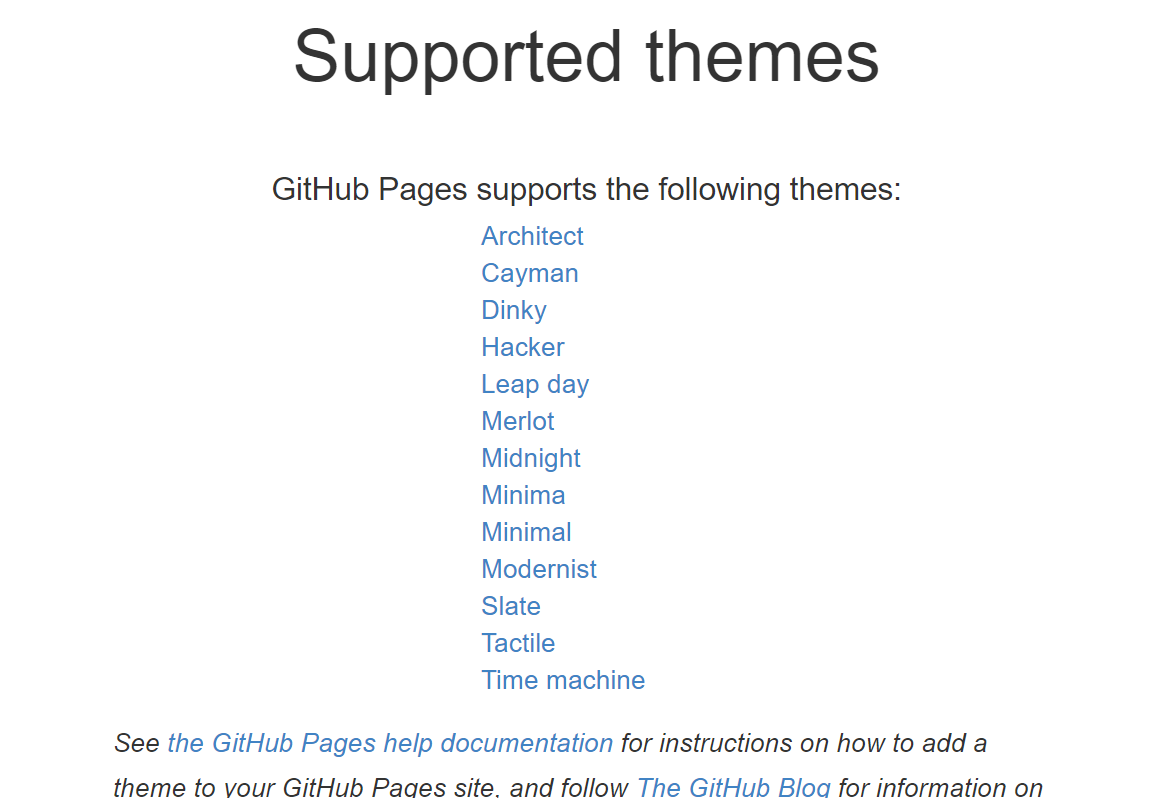 Supported themes
GitHub Pages supports the following themes:
Architect
Cayman
Dinky
Hacker
Leap day
Merlot
Midnight
Minima
Minimal
Modernist
Slate
Tactile
Time machine
See the GitHub Pages help documentation for instructions on how to add a
theme to your GitHub Pages site, and follow The GitHub Blog for information on